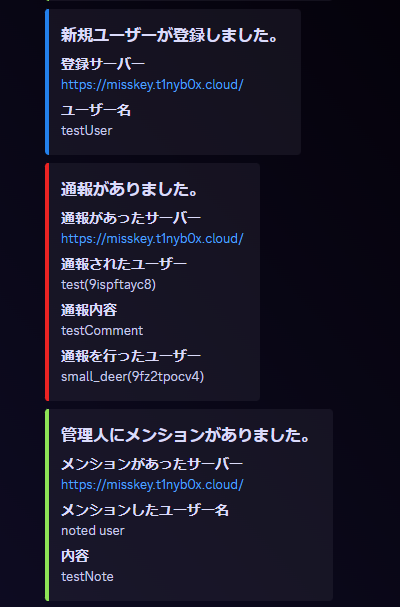 新規ユーザーが登録しました。
登録サーバー
https://misskey.t1nyb0x.cloud/
ユーザー名
testUser
通報がありました。
通報があったサーバー
https://misskey.t1nyb0x.cloud/
通報されたユーザー
test(9ispftayc8)
通報内容
testComment
通報を行ったユーザー
small_deer(9fz2tpocv4)
管理人にメンションがありました。
メンションがあったサーバー
https://misskey.t1nyb0x.cloud/
メンションしたユーザー名
noted user
内容
testNote